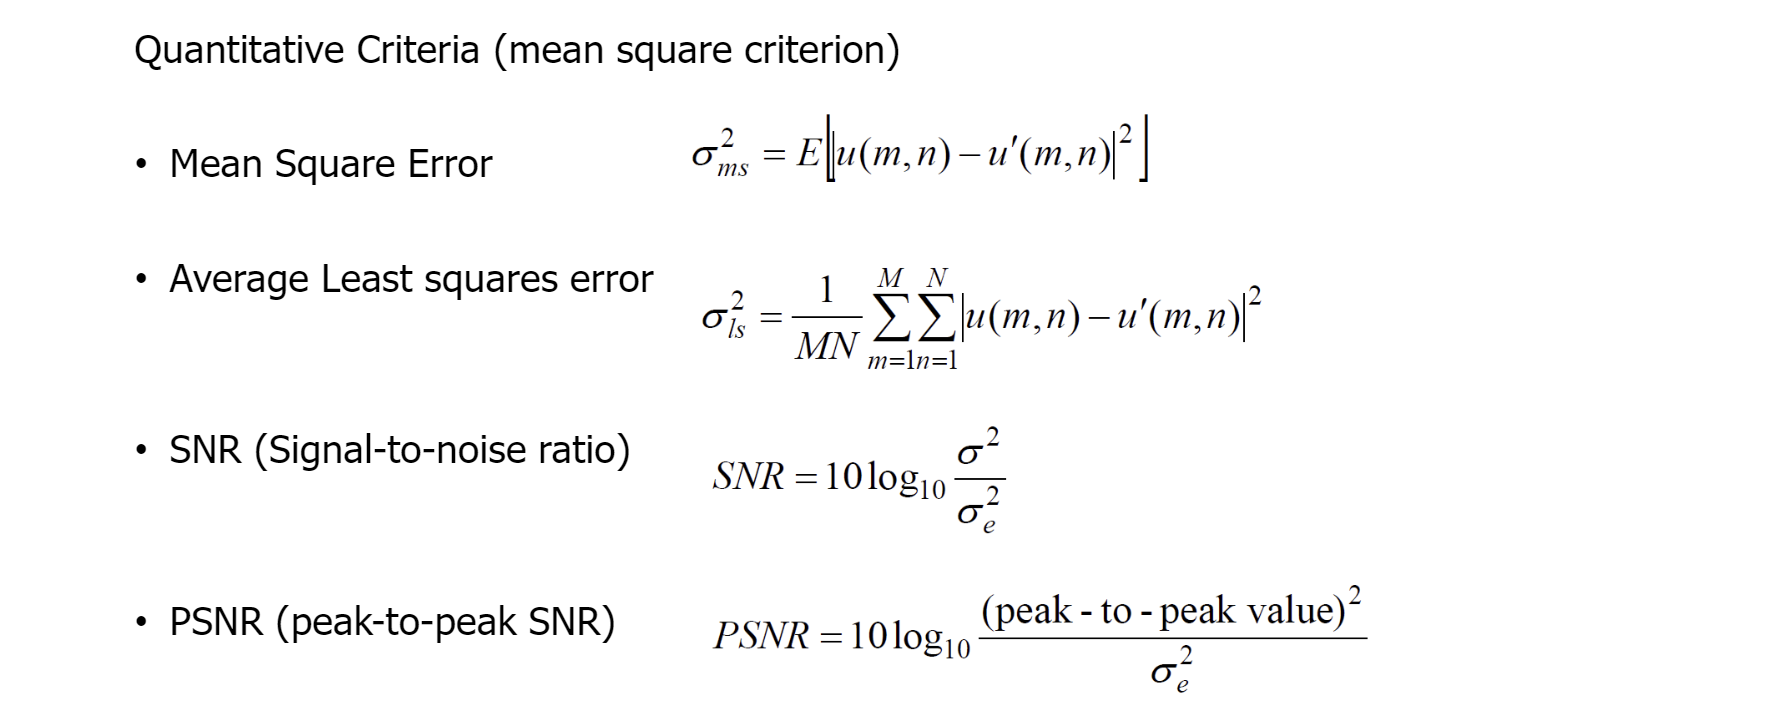 Quantitative Criteria (mean square criterion)
• Mean Square Error
σ²ₘₛ = E⌊|u(m,n) − u′(m,n)|²⌋
• Average Least squares error
σ²ₗₛ = 1/MN ∑_{m=1}^{M} ∑_{n=1}^{N} |u(m,n) − u′(m,n)|²
• SNR (Signal-to-noise ratio)
SNR = 10 log₁₀ σ²/σ²ₑ
• PSNR (peak-to-peak SNR)
PSNR = 10 log₁₀ (peak - to - peak value)²/σ²ₑ